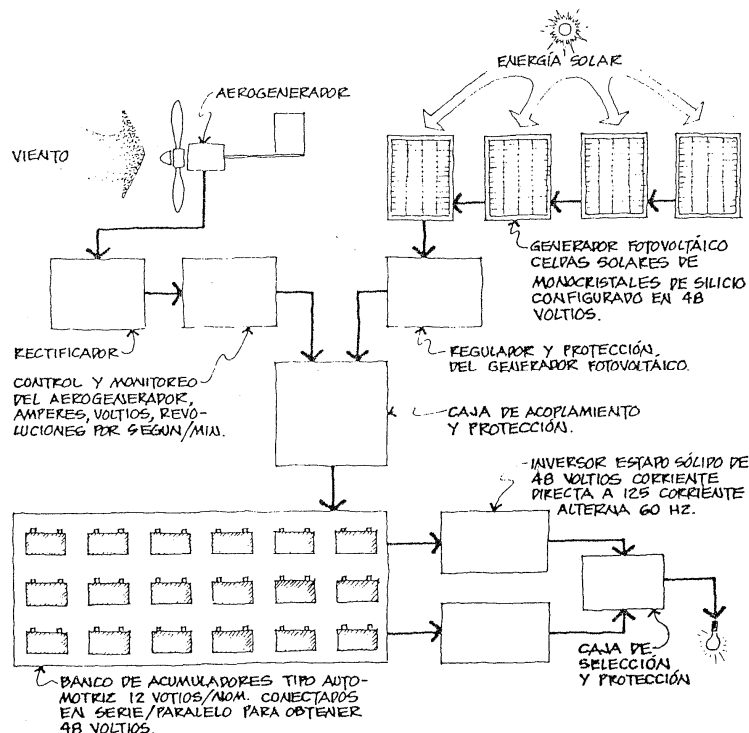 ENERGÍA SOLAR
AEROGENERADOR
VIENTO
GENERADOR FOTOVOLTÁICO
CELDAS SOLARES DE
MONOCRISTALES DE SILICIO
CONFIGURADO EN 48
VOLTIOS.
RECTIFICADOR
CONTROL Y MONITOREO
DEL AEROGENERADOR,
AMPERES, VOLTIOS, REVO-
LUCIONES POR SEGUN/MIN.
REGULADOR Y PROTECCIÓN
DEL GENERADOR FOTOVOLTÁICO.
CAJA DE ACOPLAMIENTO
Y PROTECCIÓN.
INVERSOR ESTADO SÓLIDO DE
48 VOLTIOS CORRIENTE
DIRECTA A 125 CORRIENTE
ALTERNA 60 HZ.
CAJA DE
SELECCIÓN
Y PROTECCIÓN
BANCO DE ACUMULADORES TIPO AUTO-
MOTRIZ 12 VOTIOS/NOM. CONECTADOS
EN SERIE/PARALELO PARA OBTENER
48 VOLTIOS.